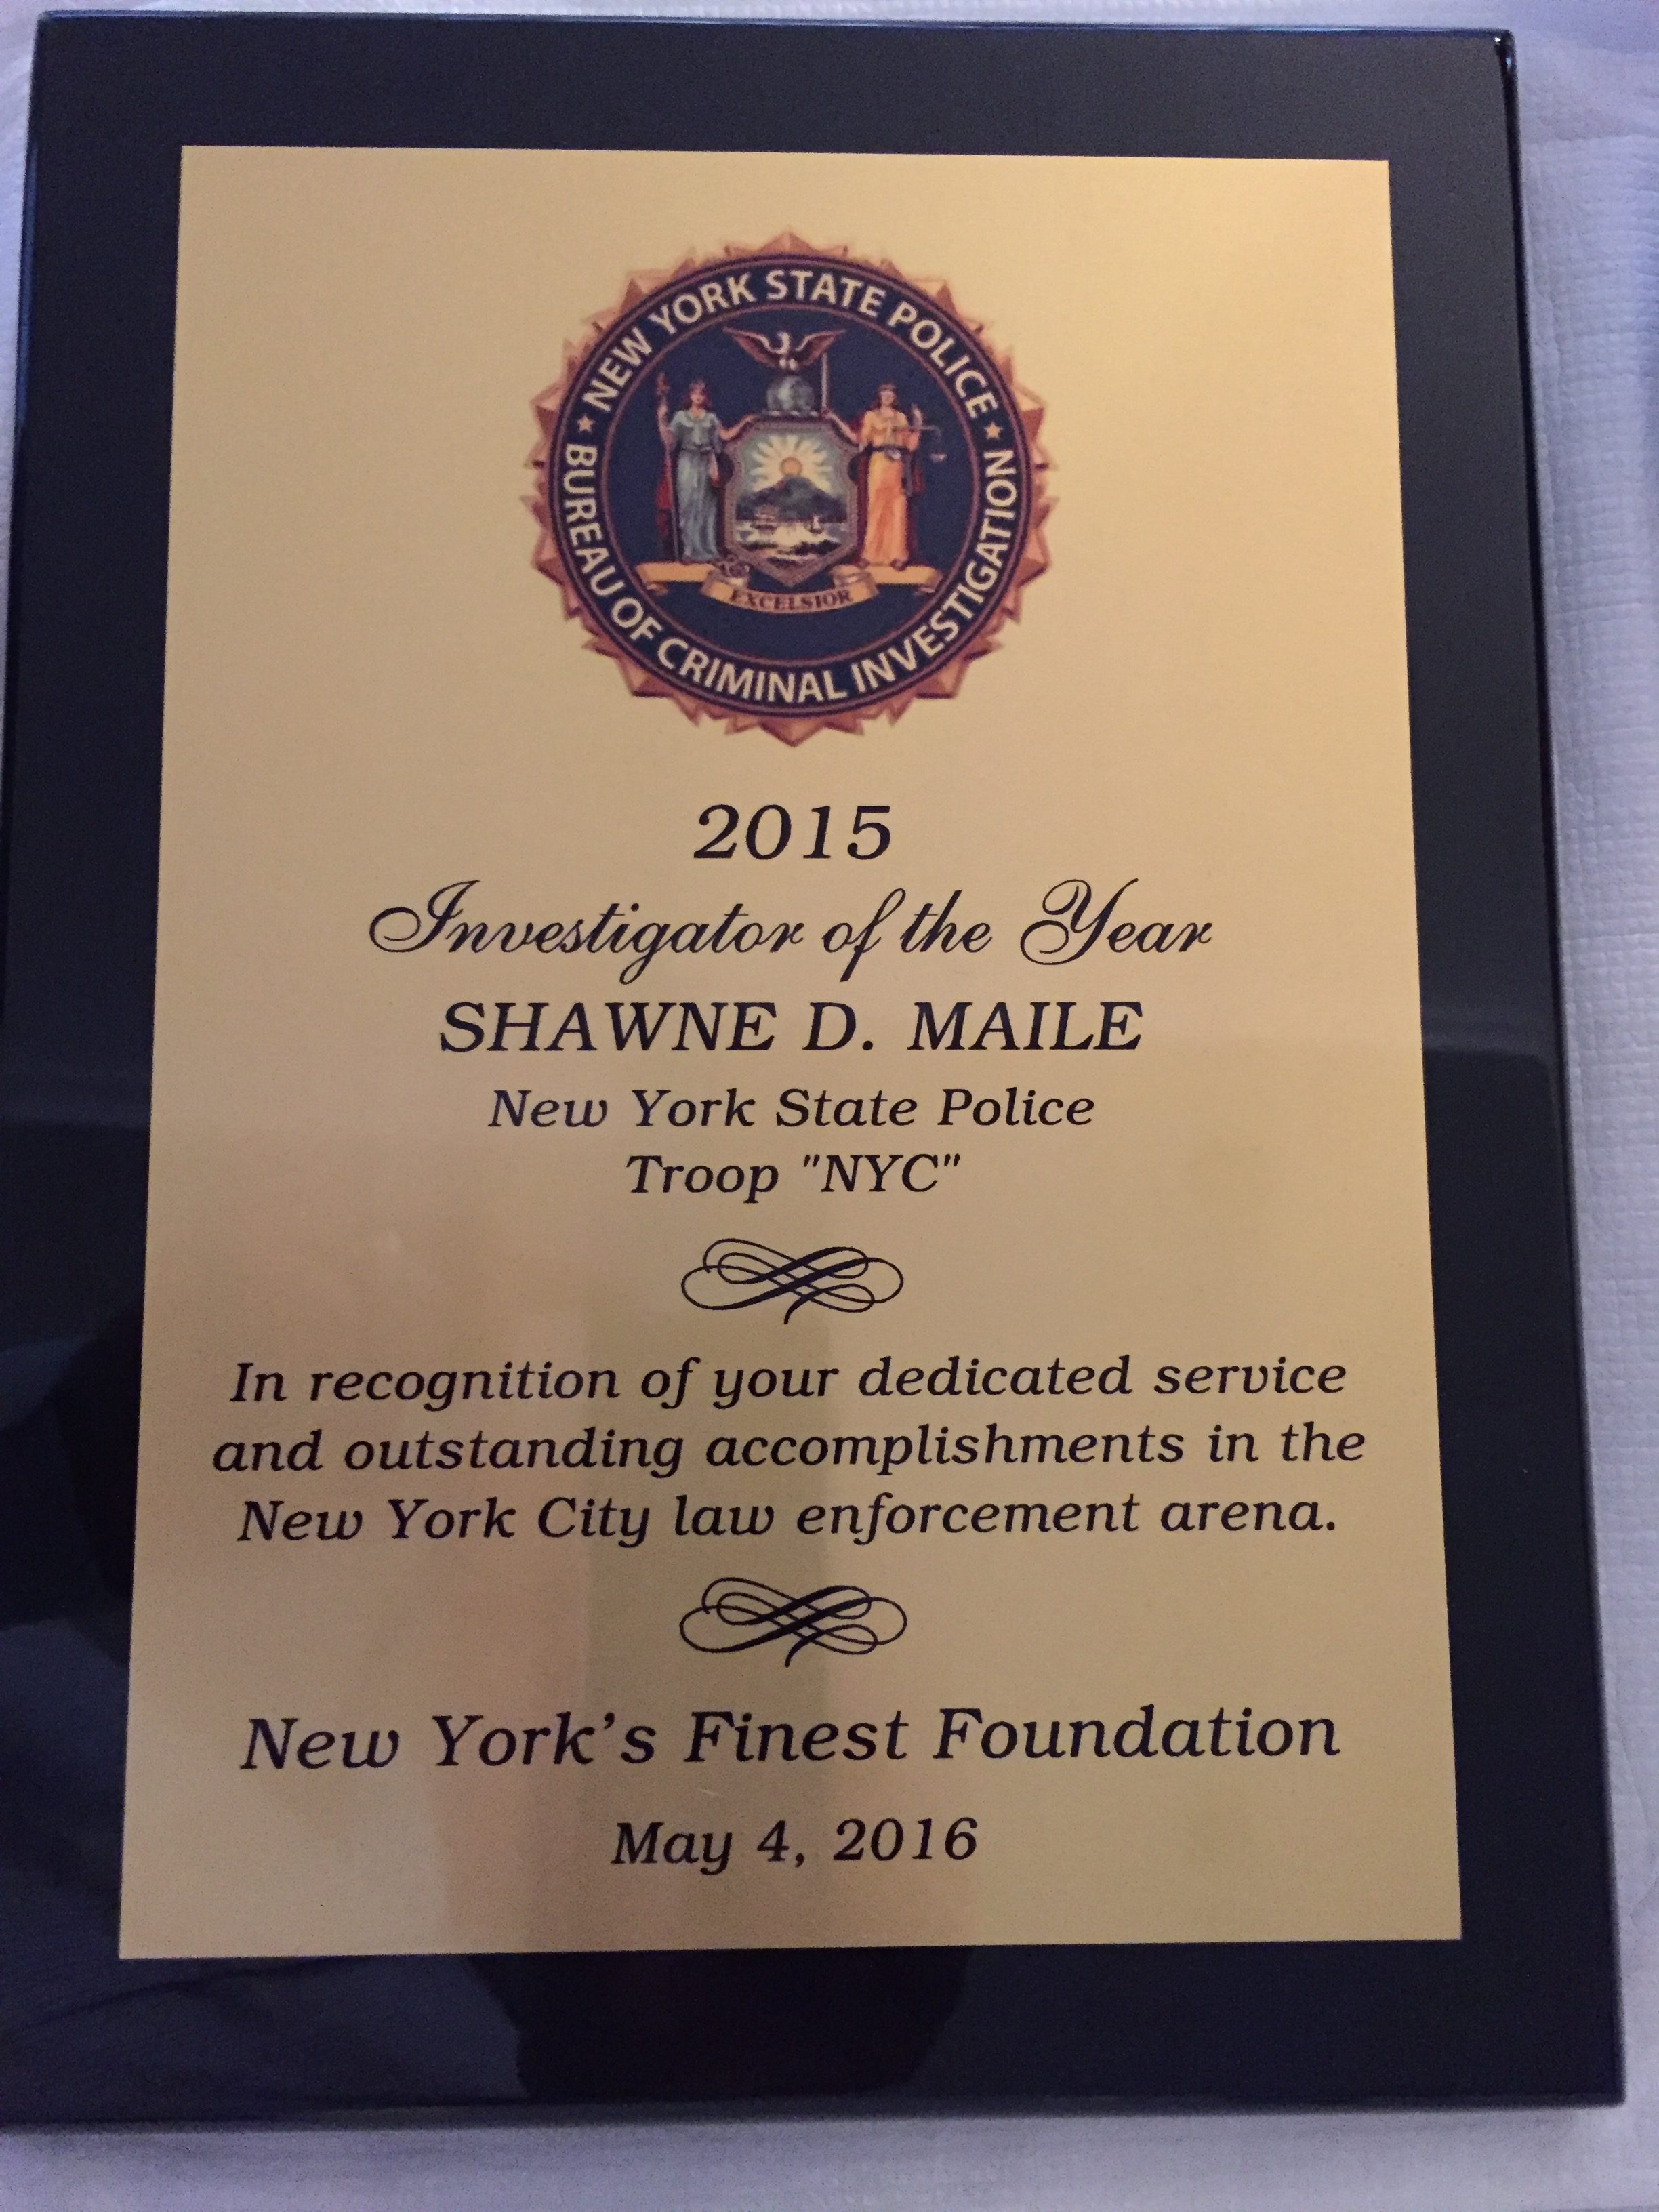 NEW YORK STATE POLICE
BUREAU OF CRIMINAL INVESTIGATION
EXCELSIOR
2015
Investigator of the Year
SHAWNE D. MAILE
New York State Police
Troop "NYC"
In recognition of your dedicated service
and outstanding accomplishments in the
New York City law enforcement arena.
New York's Finest Foundation
May 4, 2016